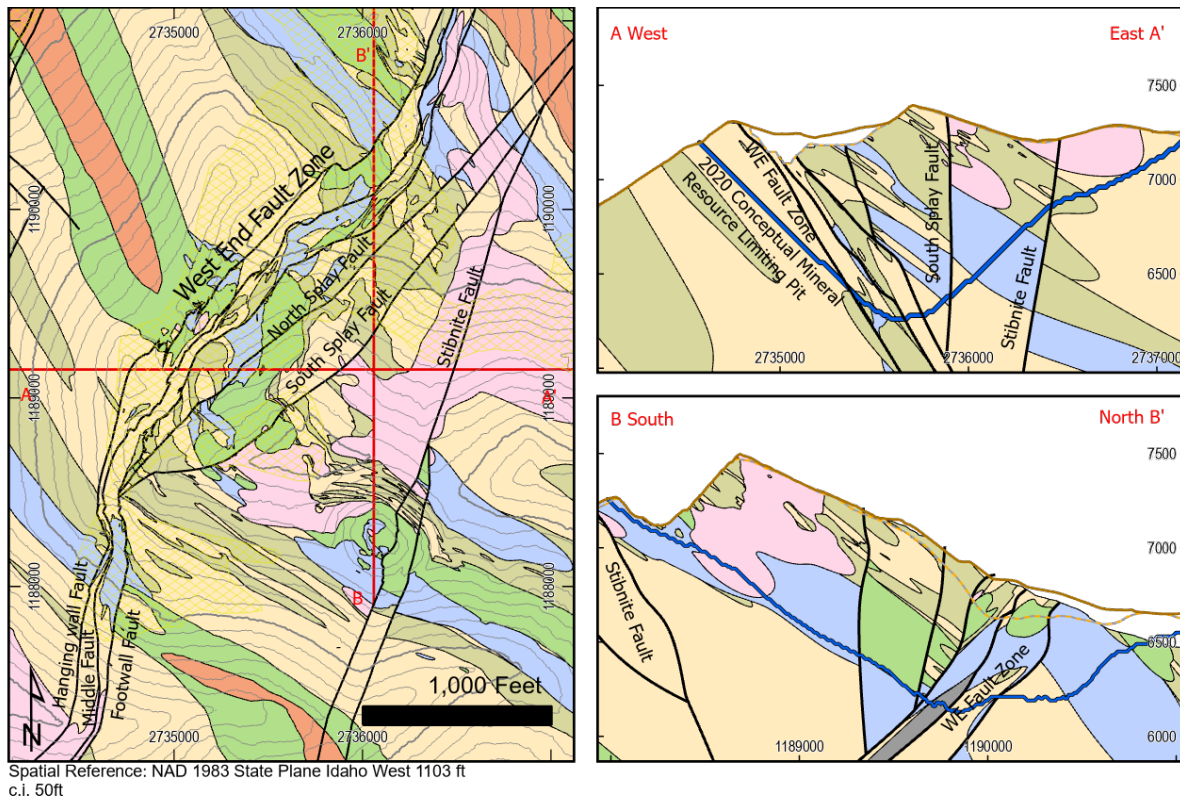 2735000
2736000
B'
1190000
1190000
West End Fault Zone
North Splay Fault
South Splay Fault
Stibnite Fault
A
1189000
1189000
B
1188000
1188000
Hanging wall Fault
Middle Fault
Footwall Fault
1,000 Feet
N
2735000
2736000
Spatial Reference: NAD 1983 State Plane Idaho West 1103 ft
c.i. 50ft
A West
East A'
7500
7000
6500
WE Fault Zone
2020 Conceptual Mineral
Resource Limiting Pit
South Splay Fault
Stibnite Fault
2735000
2736000
2737000
B South
North B'
7500
7000
6500
6000
Stibnite Fault
WE Fault Zone
1189000
1190000